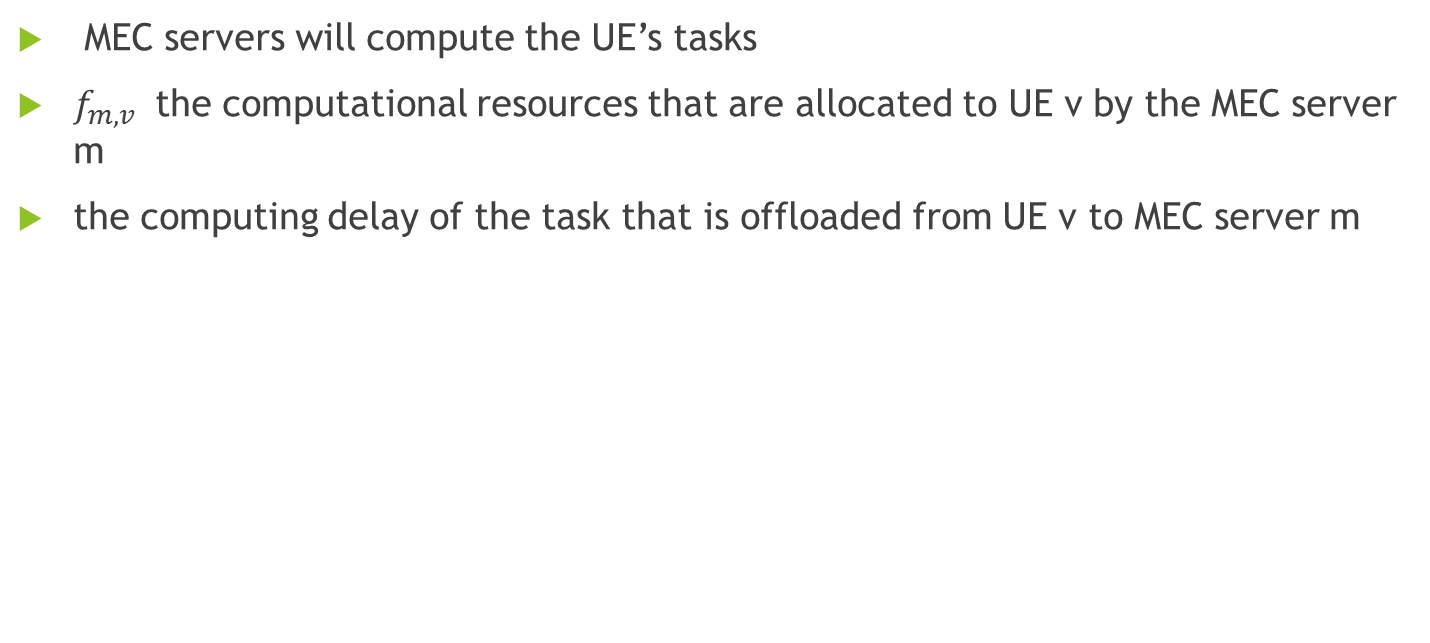 MEC servers will compute the UE’s tasks
f_{m,v} the computational resources that are allocated to UE v by the MEC server
m
the computing delay of the task that is offloaded from UE v to MEC server m